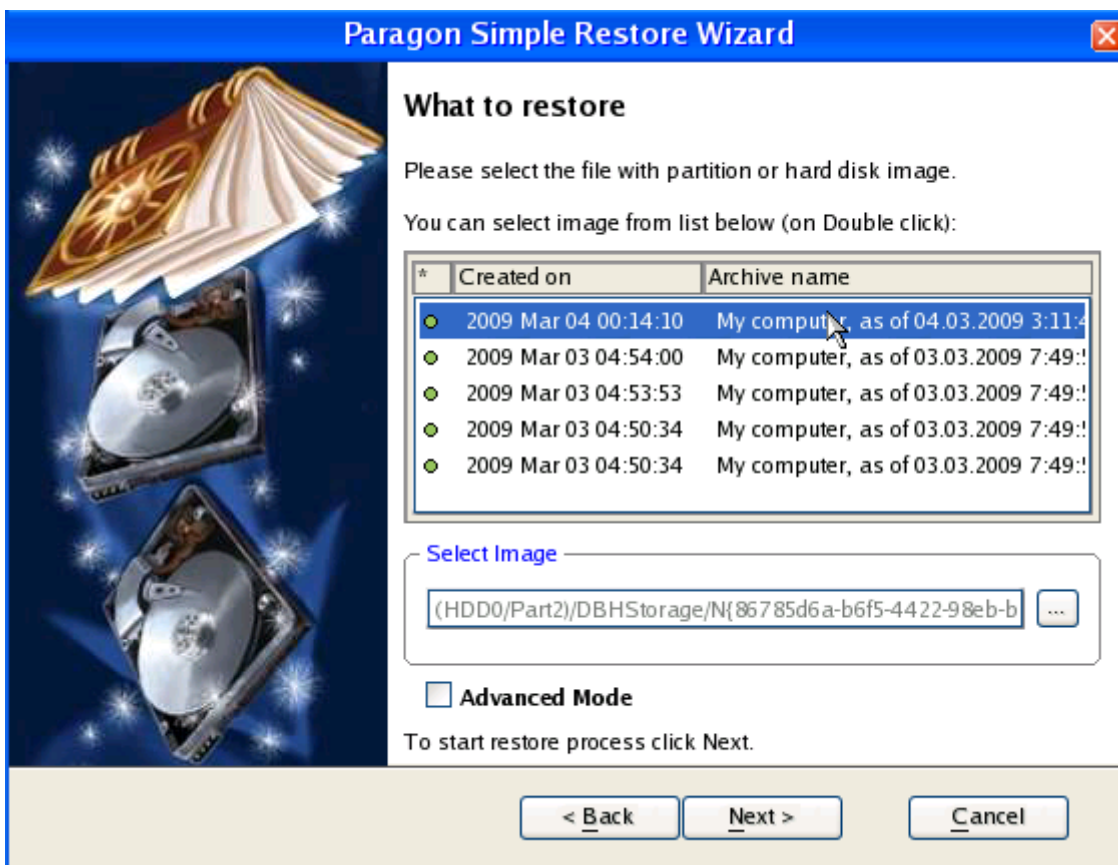 Paragon Simple Restore Wizard
What to restore
Please select the file with partition or hard disk image.
You can select image from list below (on Double click):
* Created on Archive name
2009 Mar 04 00:14:10 My computer, as of 04.03.2009 3:11:4
2009 Mar 03 04:54:00 My computer, as of 03.03.2009 7:49:
2009 Mar 03 04:53:53 My computer, as of 03.03.2009 7:49:
2009 Mar 03 04:50:34 My computer, as of 03.03.2009 7:49:
2009 Mar 03 04:50:34 My computer, as of 03.03.2009 7:49:
Select Image
(HDD0/Part2)/DBHStorage/N{86785d6a-b6f5-4422-98eb-b
...
Advanced Mode
To start restore process click Next.
< Back Next > Cancel